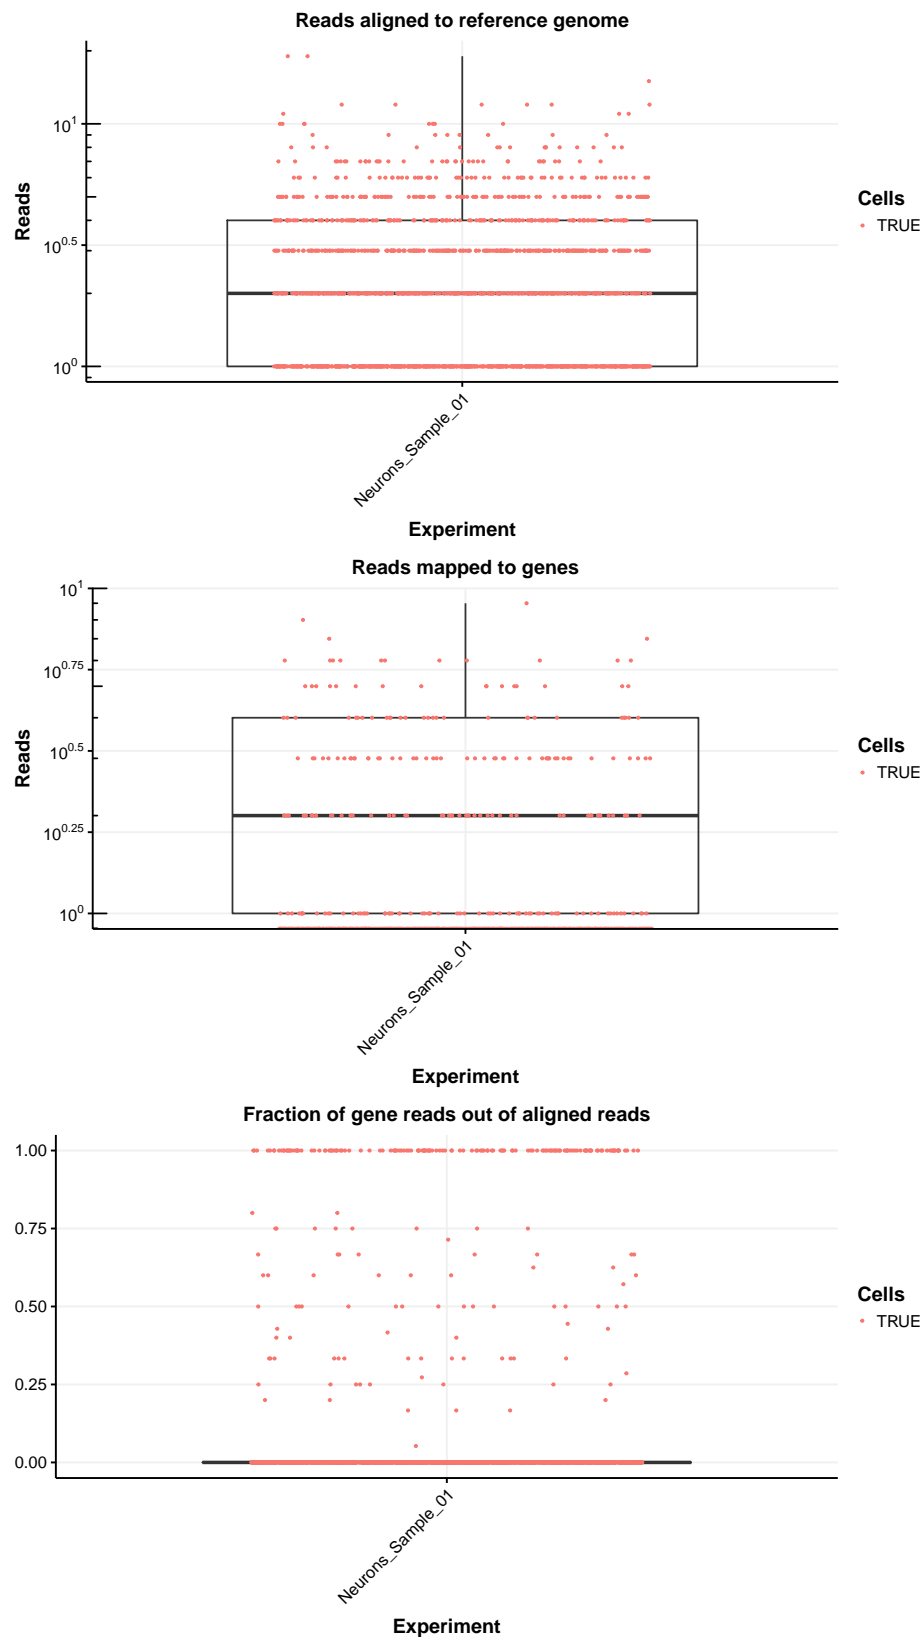 Reads aligned to reference genome
10^1
10^0.5
10^0
Reads
Neurons_Sample_01
Experiment
Cells
TRUE
Reads mapped to genes
10^1
10^0.75
10^0.5
10^0.25
10^0
Reads
Neurons_Sample_01
Experiment
Cells
TRUE
Fraction of gene reads out of aligned reads
1.00
0.75
0.50
0.25
0.00
Neurons_Sample_01
Experiment
Cells
TRUE